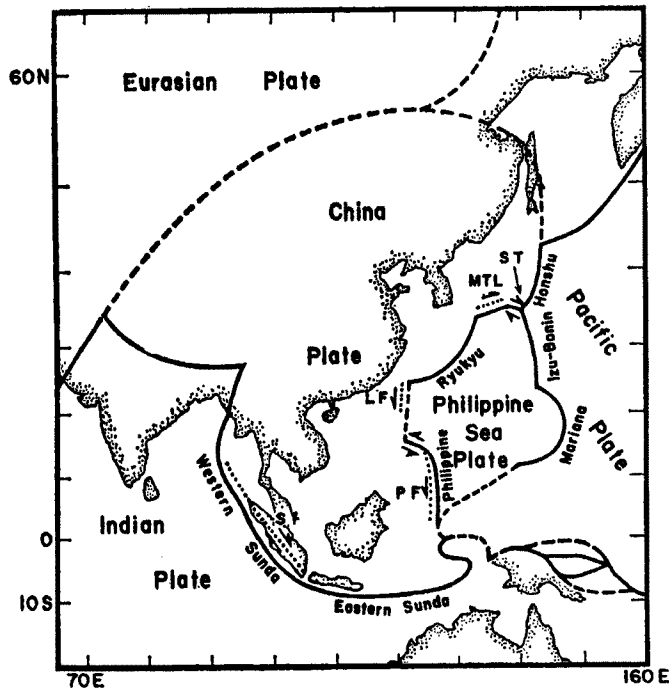 60N
Eurasian Plate
China
ST
MTL
Honshu
Pacific
Izu-Bonin
Plate
Ryukyu
LF
Philippine
Sea
Plate
Mariana
Plate
Philippine
PF
Western
Indian
SF
0
Sunda
Plate
Eastern Sunda
10S
70E
160E